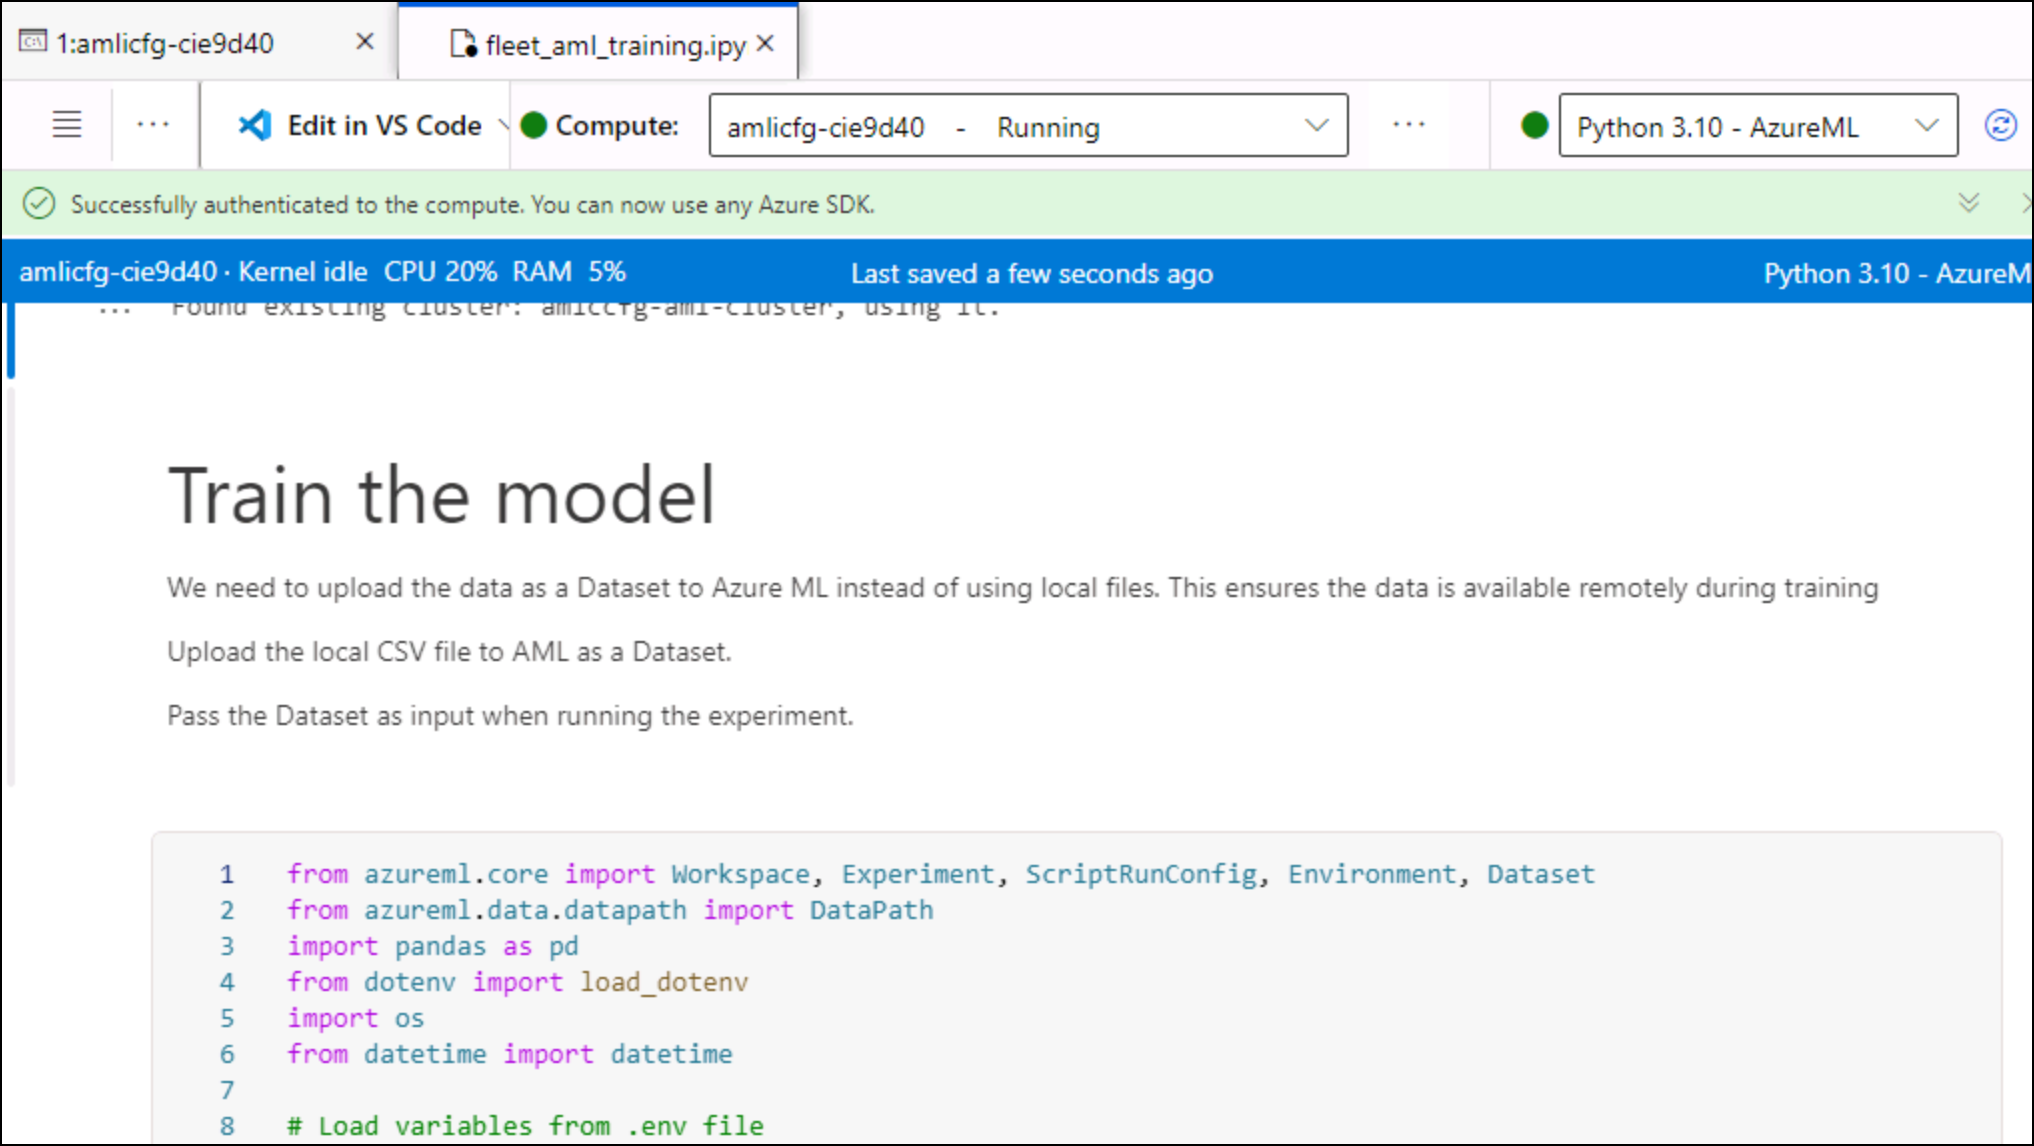 1:amlicfg-cie9d40
fleet_aml_training.ipy
Edit in VS Code
Compute:
amlicfg-cie9d40 - Running
Python 3.10 - AzureML
Successfully authenticated to the compute. You can now use any Azure SDK.
amlicfg-cie9d40 · Kernel idle CPU 20% RAM 5%
Last saved a few seconds ago
Python 3.10 - AzureM
... Found existing cluster: amlccfg-aml-cluster, using it.
Train the model
We need to upload the data as a Dataset to Azure ML instead of using local files. This ensures the data is available remotely during training
Upload the local CSV file to AML as a Dataset.
Pass the Dataset as input when running the experiment.
1 from azureml.core import Workspace, Experiment, ScriptRunConfig, Environment, Dataset
2 from azureml.data.datapath import DataPath
3 import pandas as pd
4 from dotenv import load_dotenv
5 import os
6 from datetime import datetime
7
8 # Load variables from .env file